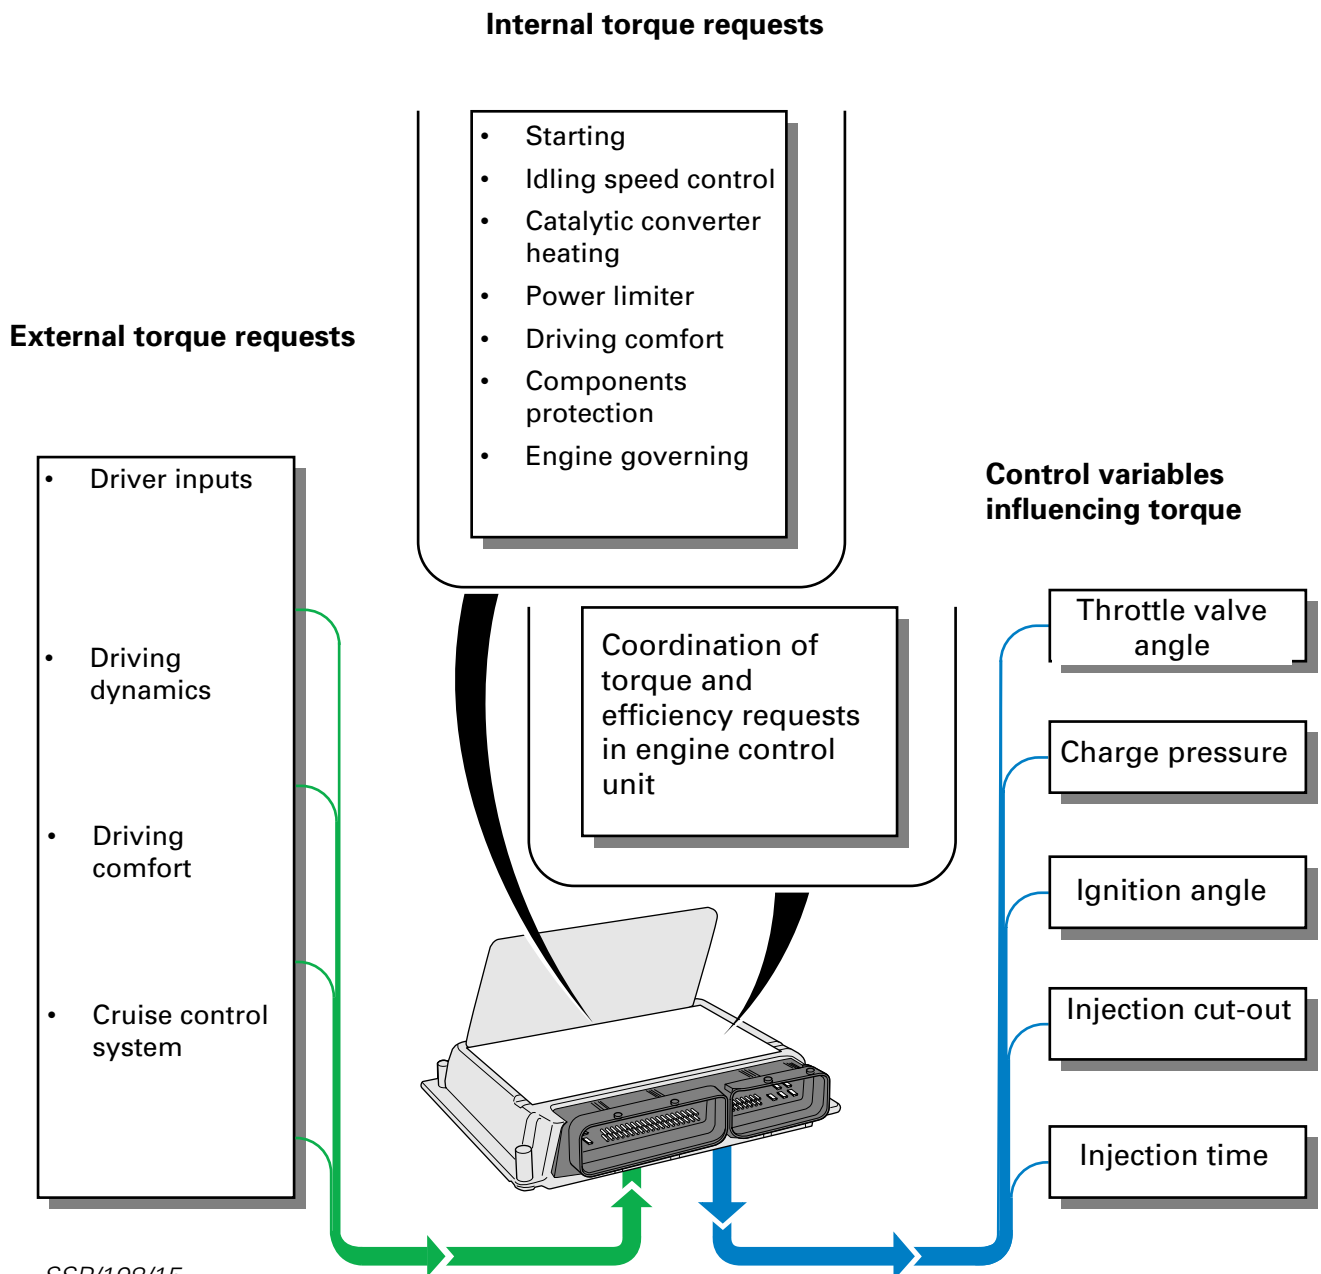 Internal torque requests
• Starting
• Idling speed control
• Catalytic converter
heating
• Power limiter
• Driving comfort
• Components
protection
• Engine governing
External torque requests
• Driver inputs
• Driving
dynamics
• Driving
comfort
• Cruise control
system
Coordination of
torque and
efficiency requests
in engine control
unit
Control variables
influencing torque
Throttle valve
angle
Charge pressure
Ignition angle
Injection cut-out
Injection time